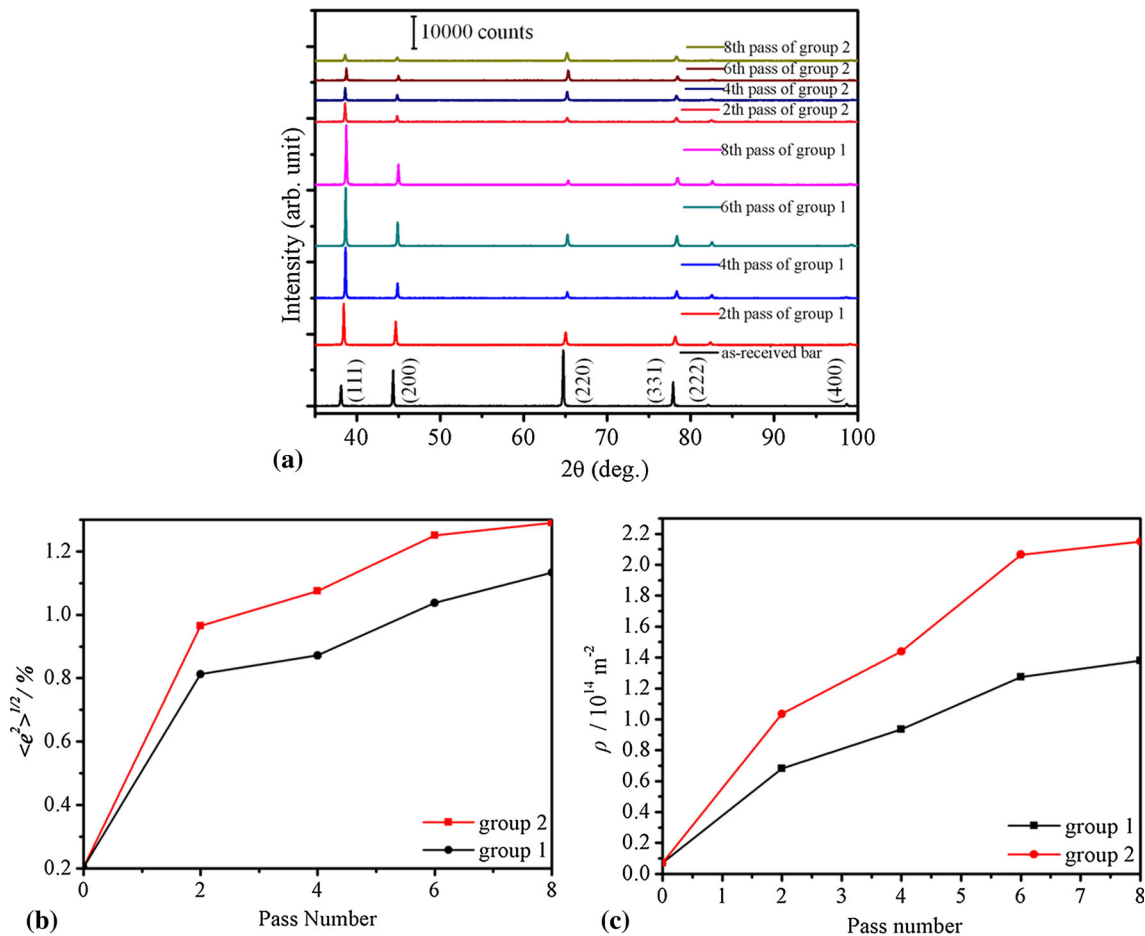 10000 counts
8th pass of group 2
6th pass of group 2
4th pass of group 2
2th pass of group 2
8th pass of group 1
6th pass of group 1
4th pass of group 1
2th pass of group 1
as-received bar
(111)
(200)
(220)
(331)
(222)
(400)
Intensity (arb. unit)
40 50 60 70 80 90 100
2θ (deg.)
(a)
1.2
1.0
0.8
0.6
0.4
0.2
<e²>^1/2 / %
group 2
group 1
0 2 4 6 8
Pass Number
(b)
2.2
2.0
1.8
1.6
1.4
1.2
1.0
0.8
0.6
0.4
0.2
0.0
ρ / 10¹⁴ m⁻²
group 1
group 2
0 1 2 3 4 5 6 7 8
Pass number
(c)